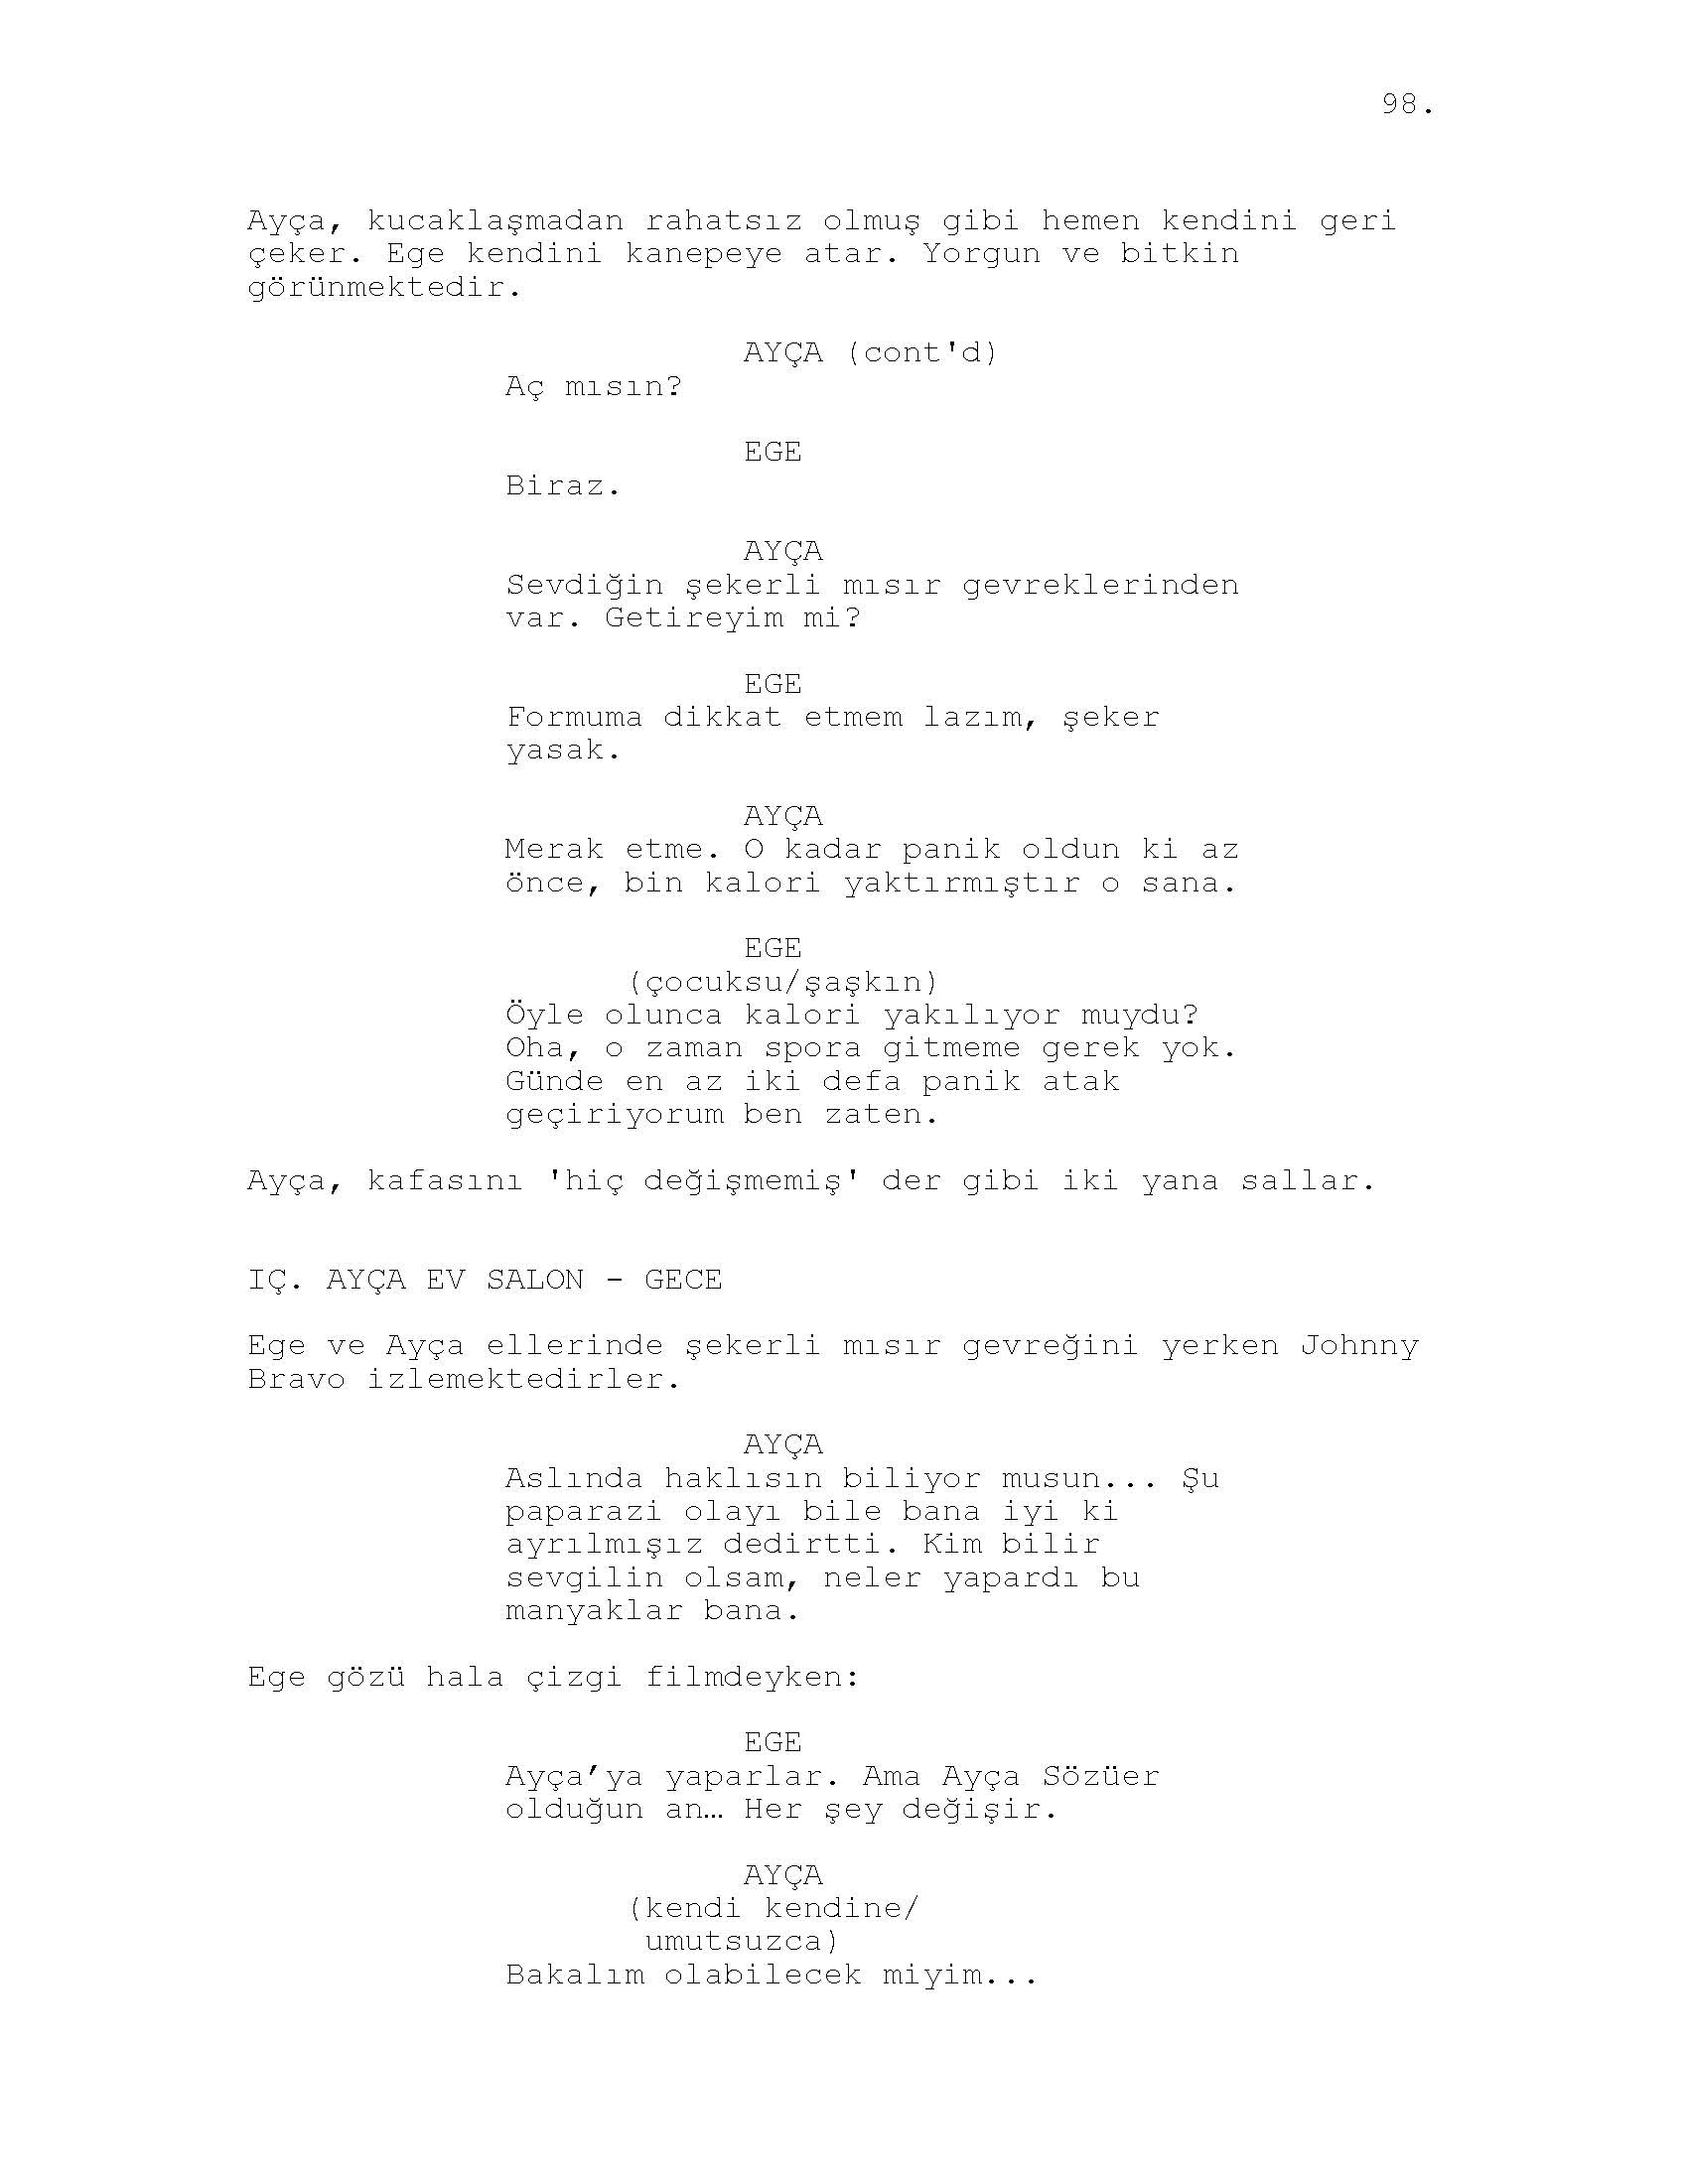 98.
Ayça, kucaklaşmadan rahatsız olmuş gibi hemen kendini geri
çeker. Ege kendini kanepeye atar. Yorgun ve bitkin
görünmektedir.
AYÇA (cont'd)
Aç mısın?
EGE
Biraz.
AYÇA
Sevdiğin şekerli mısır gevreklerinden
var. Getireyim mi?
EGE
Formuma dikkat etmem lazım, şeker
yasak.
AYÇA
Merak etme. O kadar panik oldun ki az
önce, bin kalori yaktırmıştır o sana.
EGE
(çocuksu/şaşkın)
Öyle olunca kalori yakılıyor muydu?
Oha, o zaman spora gitmeme gerek yok.
Günde en az iki defa panik atak
geçiriyorum ben zaten.
Ayça, kafasını 'hiç değişmemiş' der gibi iki yana sallar.
IÇ. AYÇA EV SALON - GECE
Ege ve Ayça ellerinde şekerli mısır gevreğini yerken Johnny
Bravo izlemektedirler.
AYÇA
Aslında haklısın biliyor musun... Şu
paparazi olayı bile bana iyi ki
ayrılmışız dedirtti. Kim bilir
sevgilin olsam, neler yapardı bu
manyaklar bana.
Ege gözü hala çizgi filmdeyken:
EGE
Ayça’ya yaparlar. Ama Ayça Sözüer
olduğun an… Her şey değişir.
AYÇA
(kendi kendine/
umutsuzca)
Bakalım olabilecek miyim...